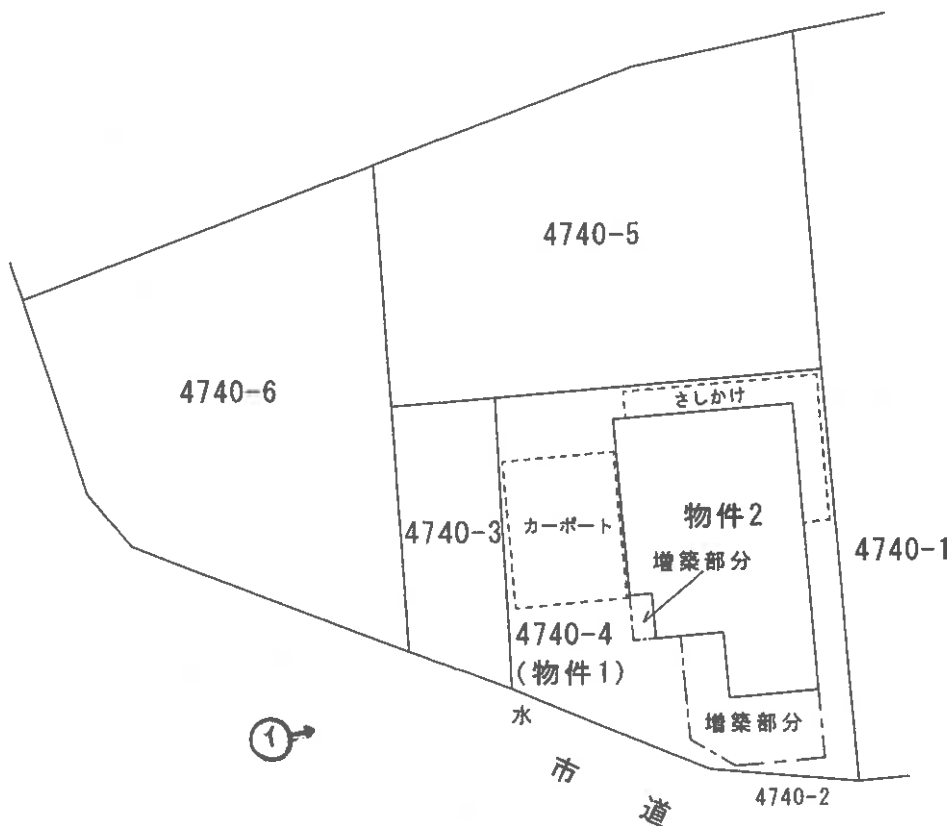 4740-5
4740-6
さしかけ
物件2
カーポート
4740-3
4740-1
増築部分
4740-4
(物件1)
水
増築部分
1
市
道
4740-2